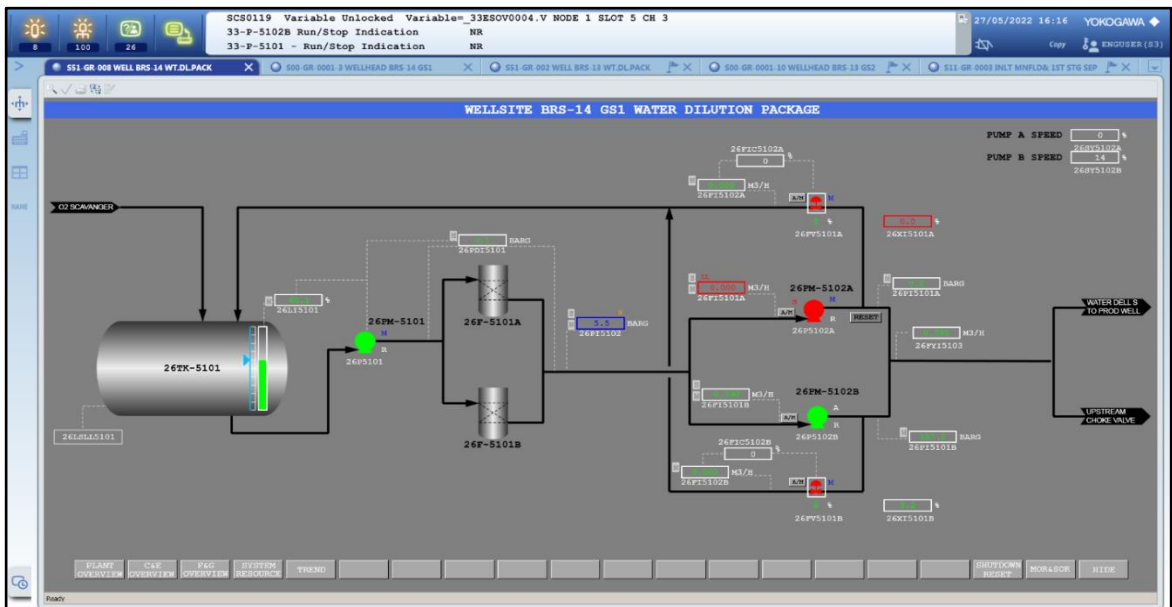 SCS0119 Variable Unlocked Variable=_33ESOV0004.V NODE 1 SLOT 5 CH 3
33-P-5102B Run/Stop Indication NR
33-P-5101 - Run/Stop Indication NR
27/05/2022 16:16 YOKOGAWA
8 100 26
Copy ENGUSER(S3)
S51-GR-008 WELL BRS-14 WT.DL.PACK
S00-GR-0001-3 WELLHEAD BRS-14 GS1
S51-GR-002 WELL BRS-13 WT.DL.PACK
S00-GR-0001-10 WELLHEAD BRS-13 GS2
S11-GR-0003 INLT MNFLD& 1ST STG SEP
NAME
WELLSITE BRS-14 GS1 WATER DILUTION PACKAGE
PUMP A SPEED 0 %
26SY5102A
PUMP B SPEED 14 %
26SY5102B
26FIC5102A
0 %
M3/H
26FI5102A
A/M M
%
26FV5101A
O2 SCAVANGER
0.0 %
26XI5101A
BARG
26PDI5101
%
26LI5101
26PM-5101
M
R
26P5101
26F-5101A
26F-5101B
5.5 BARG
26PI5102
0.000 M3/H
26FI5101A
26PM-5102A
M
A/M R RESET
26P5102A
BARG
26PI5101A
M3/H
26FYI5103
WATER DELL S
TO PROD WELL
26TK-5101
26LSLL5101
M3/H
26FI5101B
26PM-5102B
A
A/M R
26P5102B
UPSTREAM
CHOKE VALVE
BARG
26PI5101B
26FIC5102B
0 %
M3/H
26FI5102B
A/M M
%
26FV5101B
%
26XI5101B
PLANT
OVERVIEW
C&E
OVERVIEW
F&G
OVERVIEW
SYSTEM
RESOURCE
TREND
SHUTDOWN
RESET
MOR&SOR
HIDE
Ready